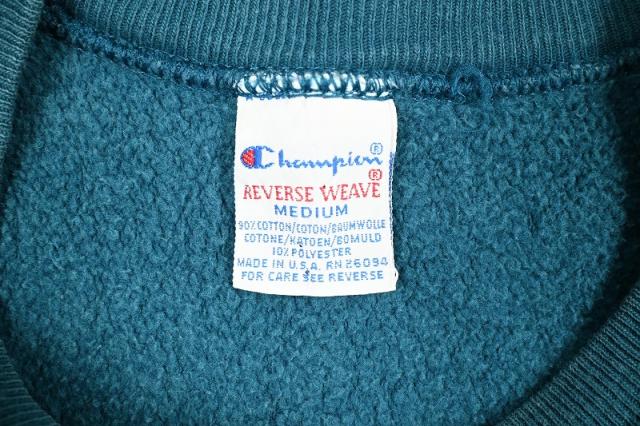 Champion®
REVERSE WEAVE®
MEDIUM
90% COTTON/COTON/BAUMWOLLE
COTONE/KATOEN/BOMULD
10% POLYESTER
MADE IN U.S.A. RN 26094
FOR CARE SEE REVERSE